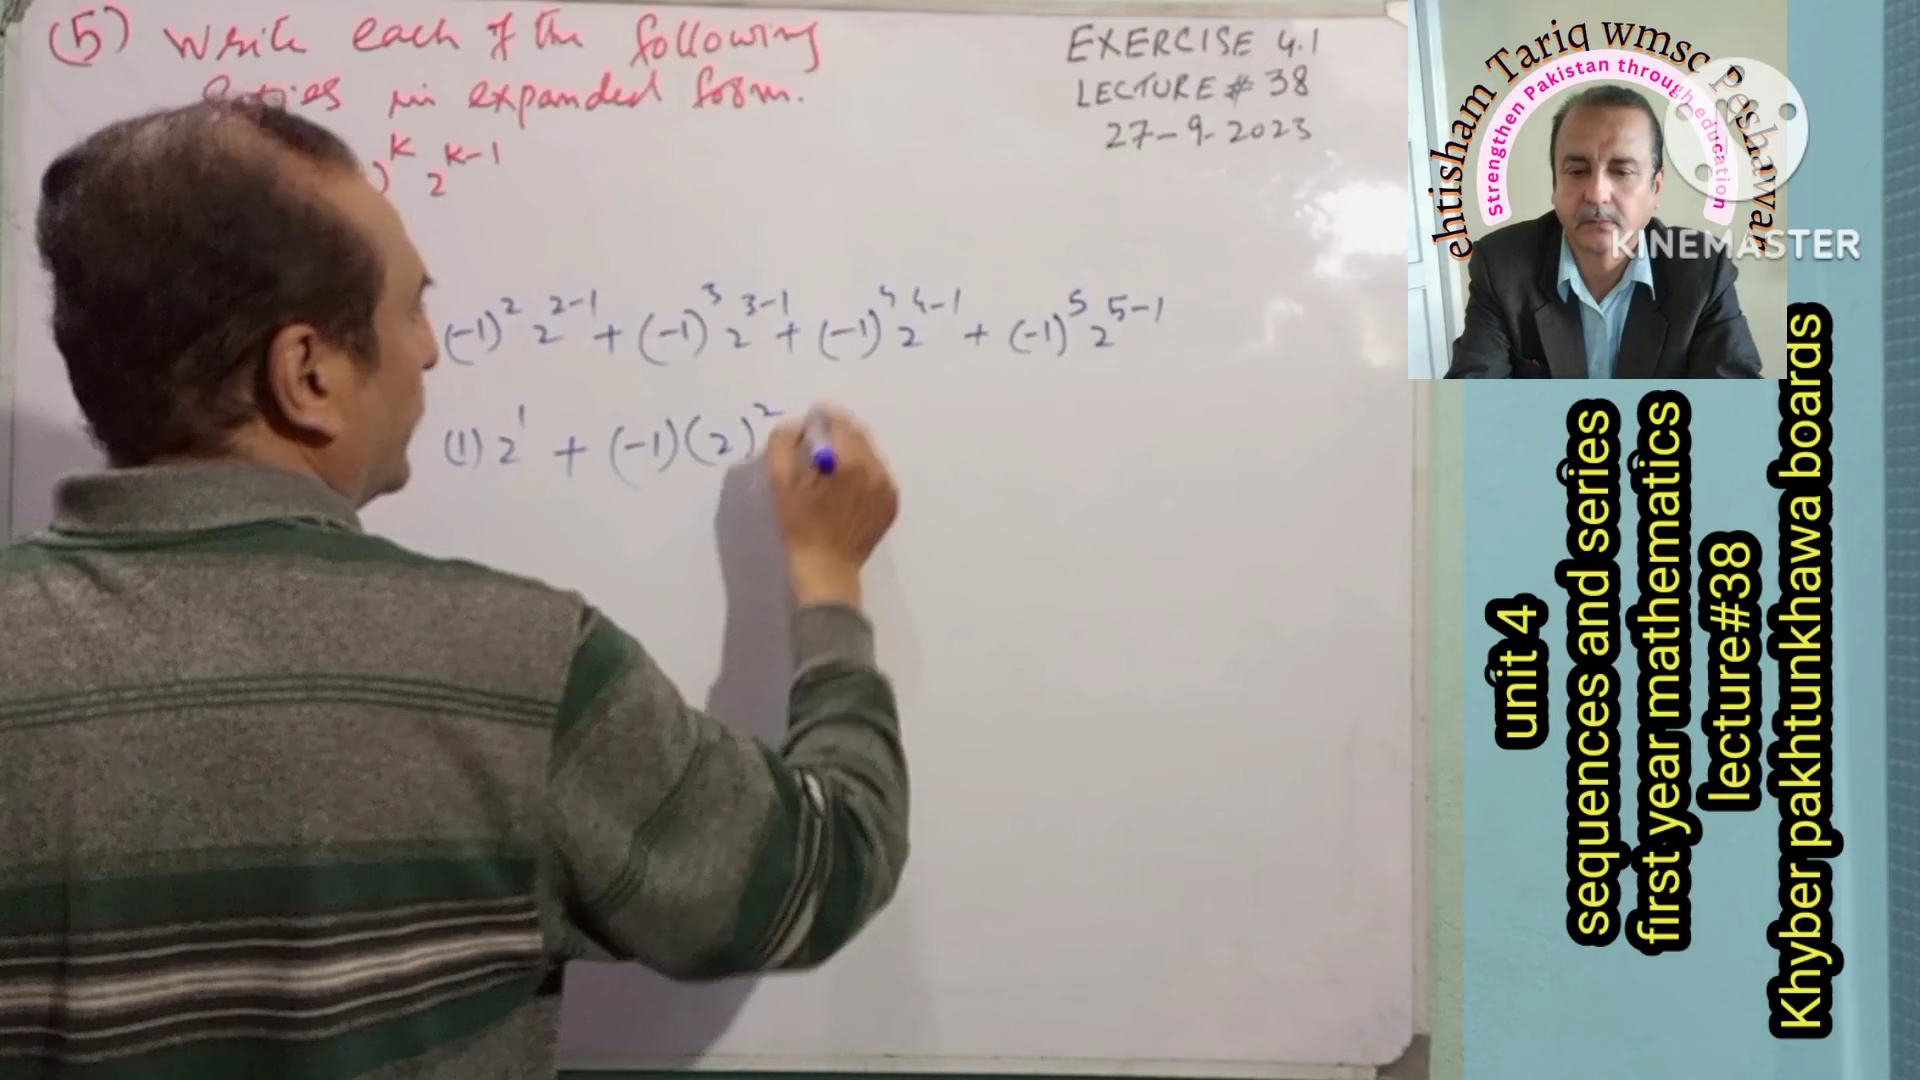 (5) Write each of the following
series in expanded form.
)^k 2^{k-1}
EXERCISE 4.1
LECTURE # 38
27-9-2023
(-1)^2 2^{2-1} + (-1)^3 2^{3-1} + (-1)^4 2^{4-1} + (-1)^5 2^{5-1}
(1) 2^1 + (-1)(2)^2
ehtisham Tariq wmsc Peshawar
Strengthen Pakistan through education
KINEMASTER
unit 4
sequences and series
first year mathematics
lecture#38
Khyber pakhtunkhawa boards